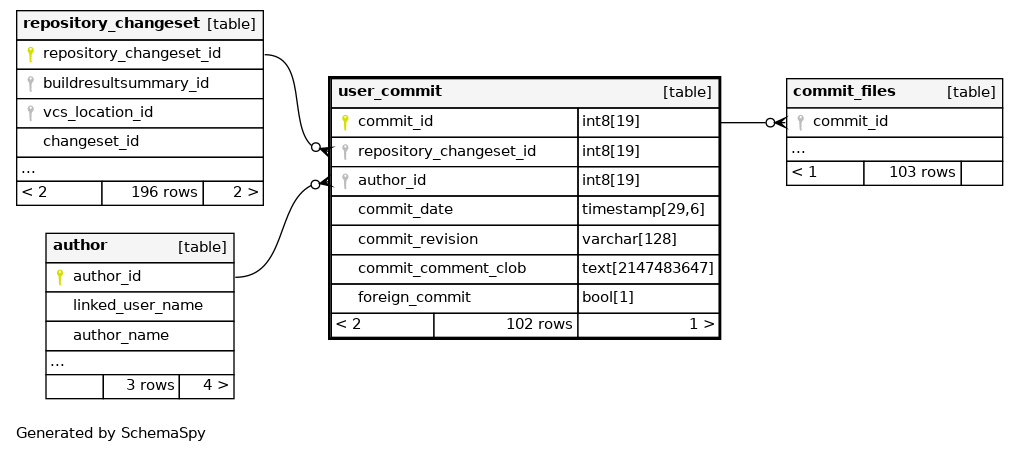 repository_changeset [table]
repository_changeset_id
buildresultsummary_id
vcs_location_id
changeset_id
...
< 2 196 rows 2 >
author [table]
author_id
linked_user_name
author_name
...
3 rows 4 >
user_commit [table]
commit_id int8[19]
repository_changeset_id int8[19]
author_id int8[19]
commit_date timestamp[29,6]
commit_revision varchar[128]
commit_comment_clob text[2147483647]
foreign_commit bool[1]
< 2 102 rows 1 >
commit_files [table]
commit_id
...
< 1 103 rows
Generated by SchemaSpy